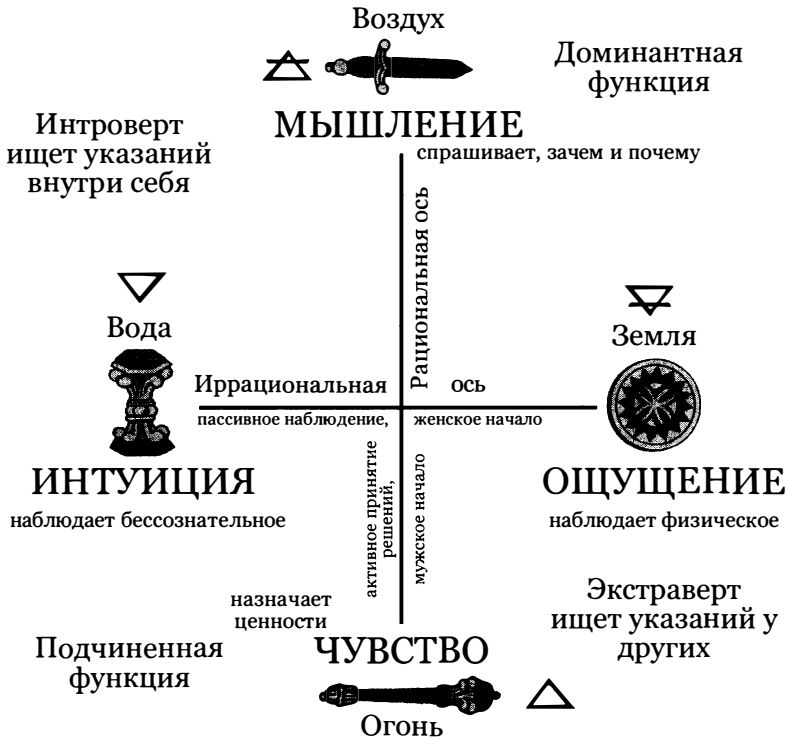 Воздух
Доминантная
функция
Интроверт
ищет указаний
внутри себя
МЫШЛЕНИЕ
спрашивает, зачем и почему
Рациональная ось
Вода
Земля
Иррациональная ось
пассивное наблюдение, женское начало
ИНТУИЦИЯ
наблюдает бессознательное
ОЩУЩЕНИЕ
наблюдает физическое
активное принятие
решений,
мужское начало
назначает
ценности
Экстраверт
ищет указаний у
других
Подчиненная
функция
ЧУВСТВО
Огонь